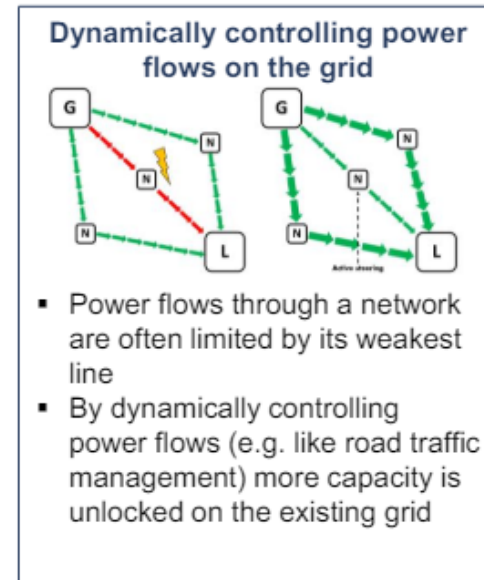 Dynamically controlling power
flows on the grid
G
N
N
N
L
G
N
N
N
L
Active steering
▪ Power flows through a network
are often limited by its weakest
line
▪ By dynamically controlling
power flows (e.g. like road traffic
management) more capacity is
unlocked on the existing grid